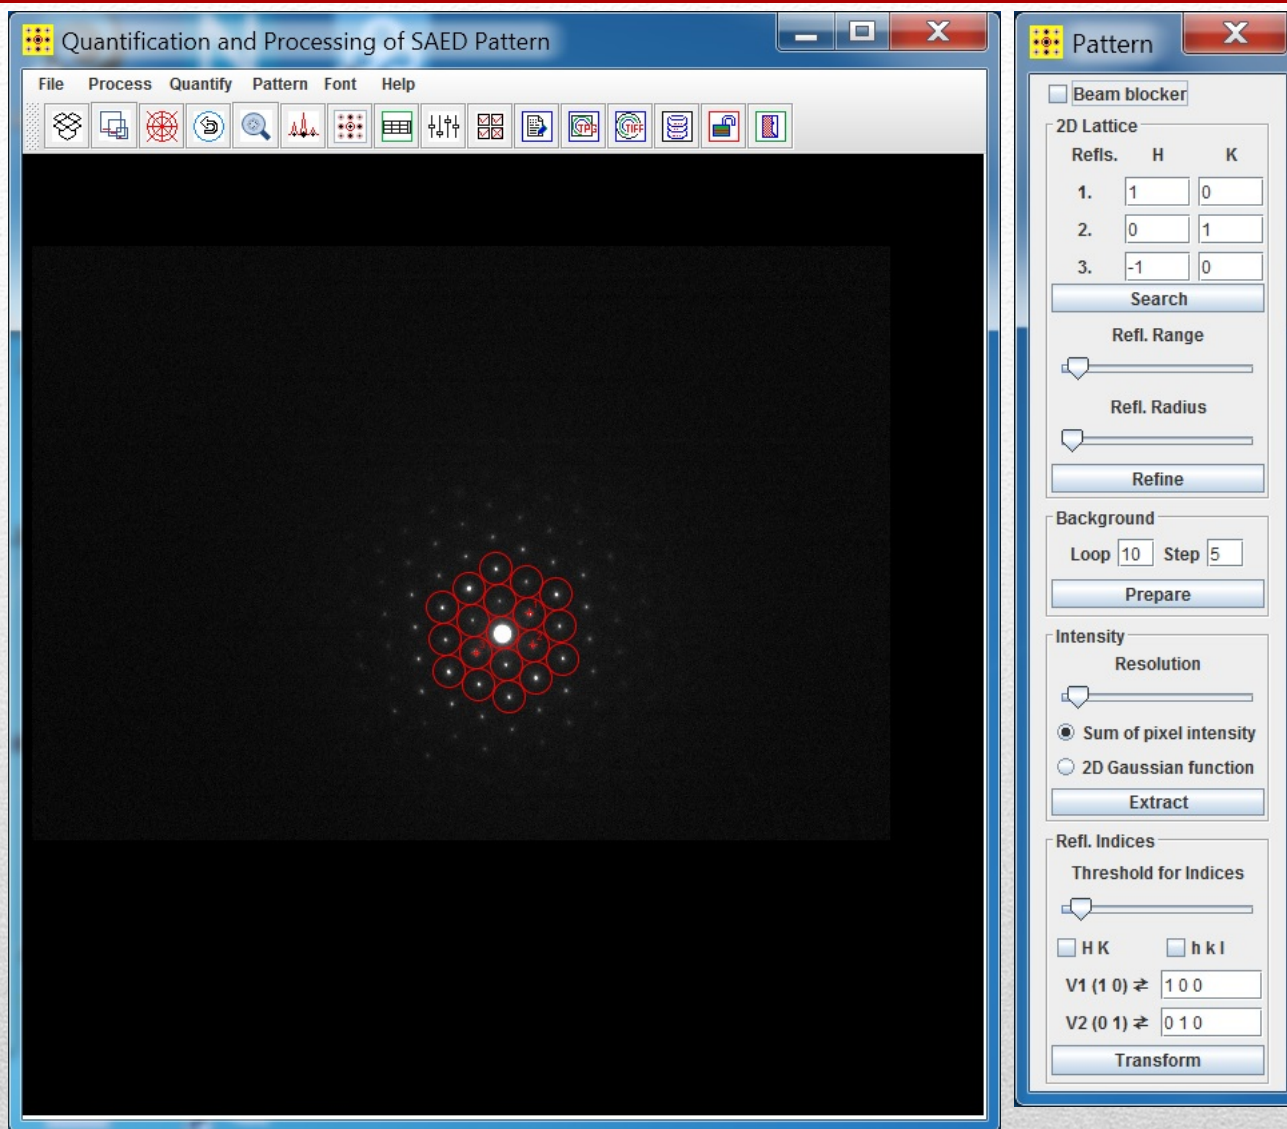 Quantification and Processing of SAED Pattern
File Process Quantify Pattern Font Help
JPG TIFF
Pattern
Beam blocker
2D Lattice
Refls. H K
1. 1 0
2. 0 1
3. -1 0
Search
Refl. Range
Refl. Radius
Refine
Background
Loop 10 Step 5
Prepare
Intensity
Resolution
Sum of pixel intensity
2D Gaussian function
Extract
Refl. Indices
Threshold for Indices
H K h k l
V1 (1 0) ⇄ 1 0 0
V2 (0 1) ⇄ 0 1 0
Transform